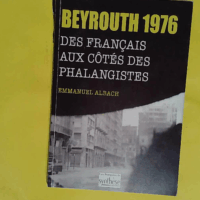 BEYROUTH 1976
DES FRANÇAIS
AUX CÔTÉS DES
PHALANGISTES
EMMANUEL ALBACH